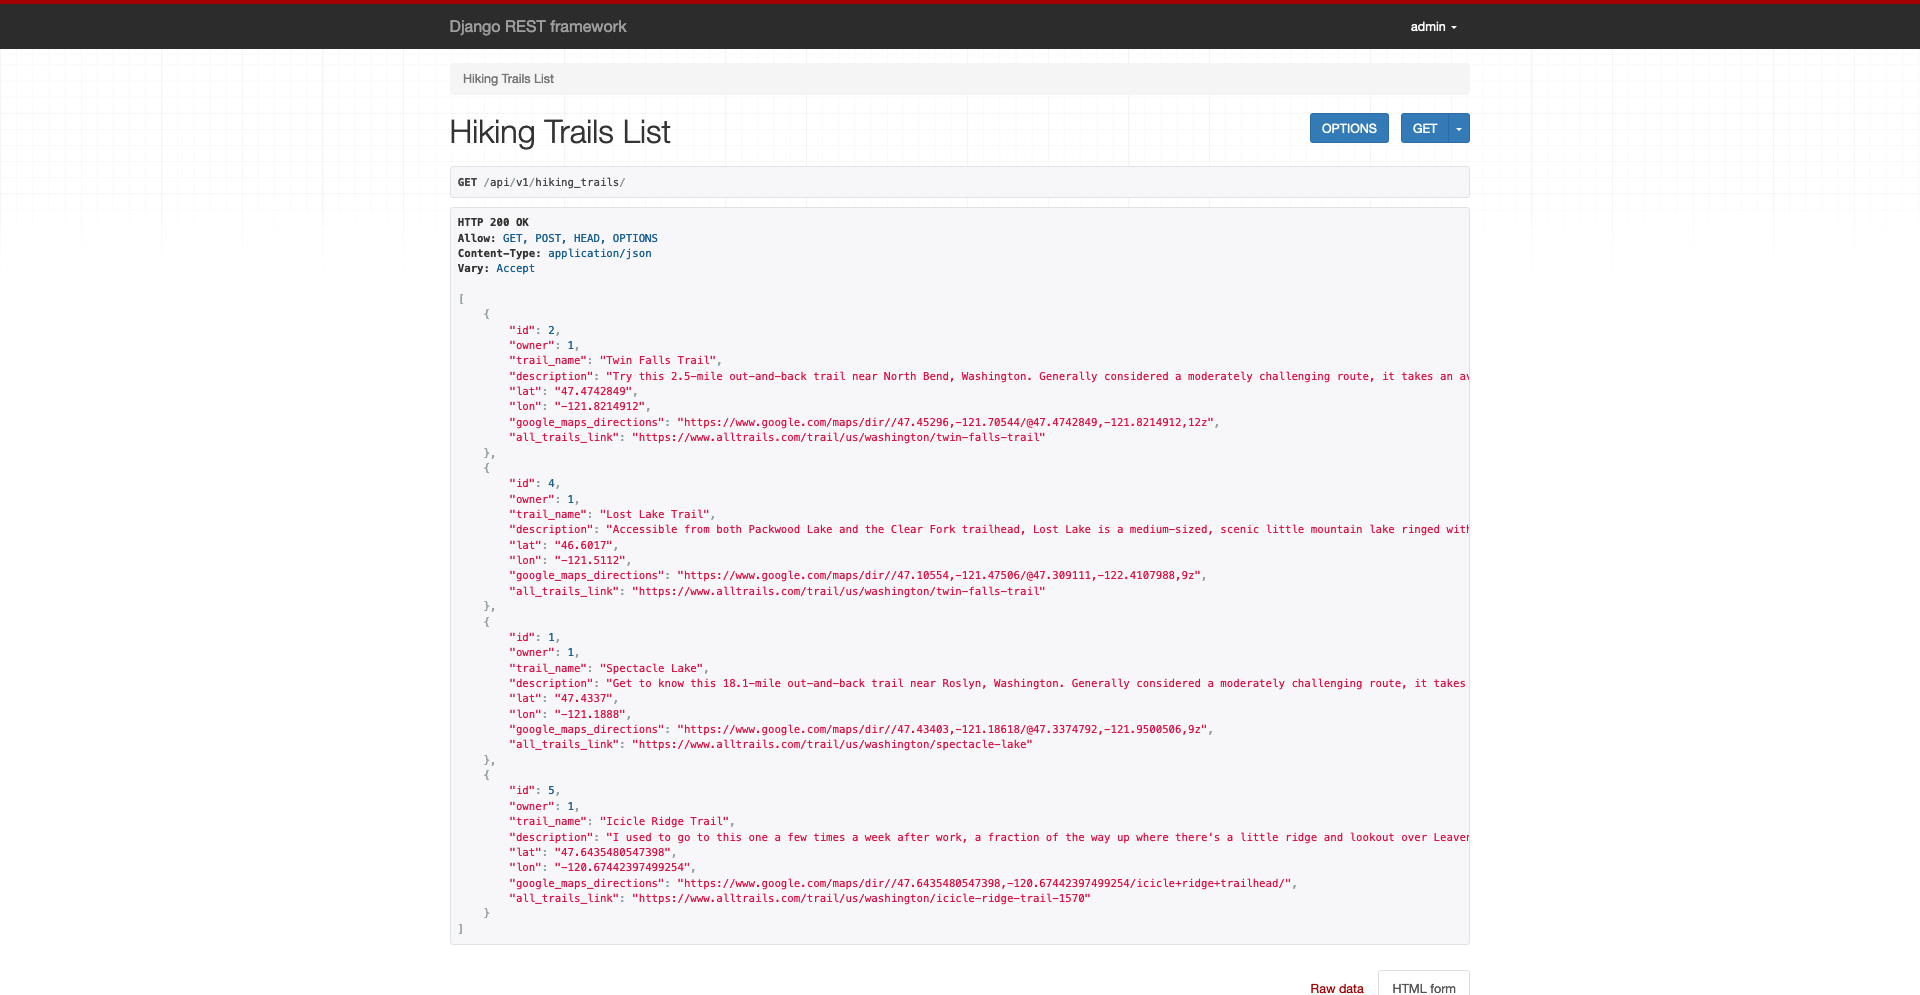 Django REST framework
admin
Hiking Trails List
Hiking Trails List
OPTIONS
GET
GET /api/v1/hiking_trails/
HTTP 200 OK
Allow: GET, POST, HEAD, OPTIONS
Content-Type: application/json
Vary: Accept
[
{
"id": 2,
"owner": 1,
"trail_name": "Twin Falls Trail",
"description": "Try this 2.5-mile out-and-back trail near North Bend, Washington. Generally considered a moderately challenging route, it takes an av
"lat": "47.4742849",
"lon": "-121.8214912",
"google_maps_directions": "https://www.google.com/maps/dir//47.45296,-121.70544/@47.4742849,-121.8214912,12z",
"all_trails_link": "https://www.alltrails.com/trail/us/washington/twin-falls-trail"
},
{
"id": 4,
"owner": 1,
"trail_name": "Lost Lake Trail",
"description": "Accessible from both Packwood Lake and the Clear Fork trailhead, Lost Lake is a medium-sized, scenic little mountain lake ringed with
"lat": "46.6017",
"lon": "-121.5112",
"google_maps_directions": "https://www.google.com/maps/dir//47.10554,-121.47506/@47.309111,-122.4107988,9z",
"all_trails_link": "https://www.alltrails.com/trail/us/washington/twin-falls-trail"
},
{
"id": 1,
"owner": 1,
"trail_name": "Spectacle Lake",
"description": "Get to know this 18.1-mile out-and-back trail near Roslyn, Washington. Generally considered a moderately challenging route, it takes
"lat": "47.4337",
"lon": "-121.1888",
"google_maps_directions": "https://www.google.com/maps/dir//47.43403,-121.18618/@47.3374792,-121.9500506,9z",
"all_trails_link": "https://www.alltrails.com/trail/us/washington/spectacle-lake"
},
{
"id": 5,
"owner": 1,
"trail_name": "Icicle Ridge Trail",
"description": "I used to go to this one a few times a week after work, a fraction of the way up where there's a little ridge and lookout over Leaven
"lat": "47.6435480547398",
"lon": "-120.67442397499254",
"google_maps_directions": "https://www.google.com/maps/dir//47.6435480547398,-120.67442397499254/icicle+ridge+trailhead/",
"all_trails_link": "https://www.alltrails.com/trail/us/washington/icicle-ridge-trail-1570"
}
]
Raw data
HTML form